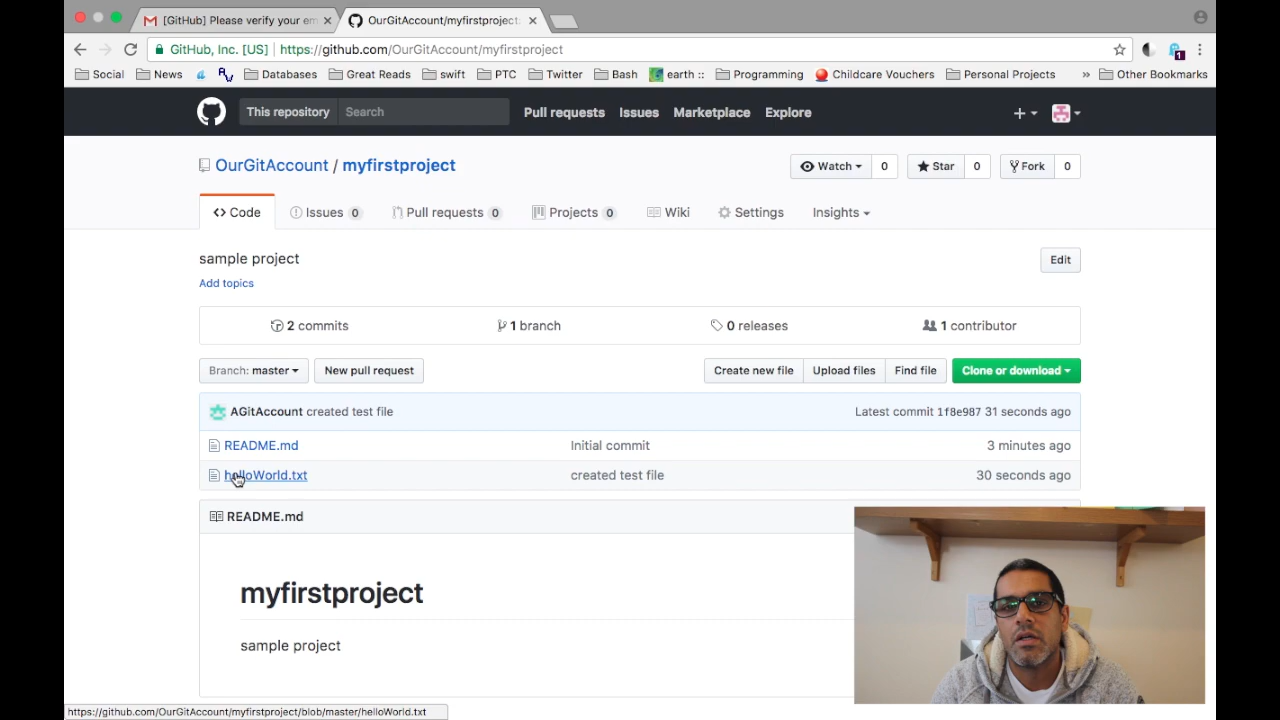 [GitHub] Please verify your em
OurGitAccount/myfirstproject:
GitHub, Inc. [US] https://github.com/OurGitAccount/myfirstproject
1
Social News Databases Great Reads swift PTC Twitter Bash earth :: Programming Childcare Vouchers Personal Projects » Other Bookmarks
This repository Search Pull requests Issues Marketplace Explore
OurGitAccount / myfirstproject
Watch 0 Star 0 Fork 0
Code Issues 0 Pull requests 0 Projects 0 Wiki Settings Insights
sample project
Edit
Add topics
2 commits 1 branch 0 releases 1 contributor
Branch: master New pull request Create new file Upload files Find file Clone or download
AGitAccount created test file Latest commit 1f8e987 31 seconds ago
README.md Initial commit 3 minutes ago
helloWorld.txt created test file 30 seconds ago
README.md
myfirstproject
sample project
https://github.com/OurGitAccount/myfirstproject/blob/master/helloWorld.txt